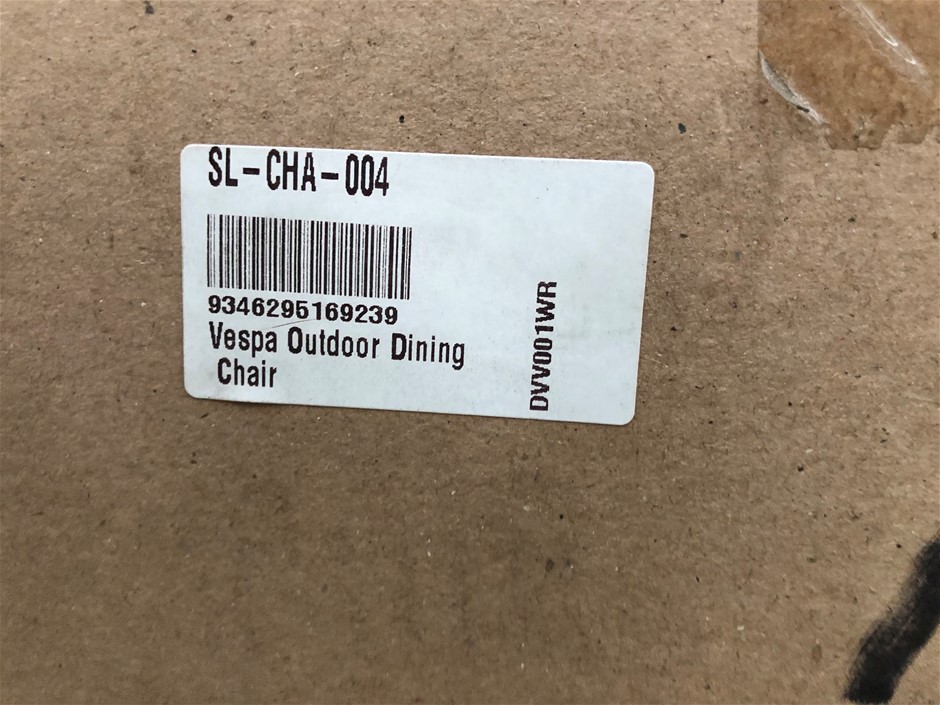 SL-CHA-004
9346295169239
Vespa Outdoor Dining
Chair
DVV001WR